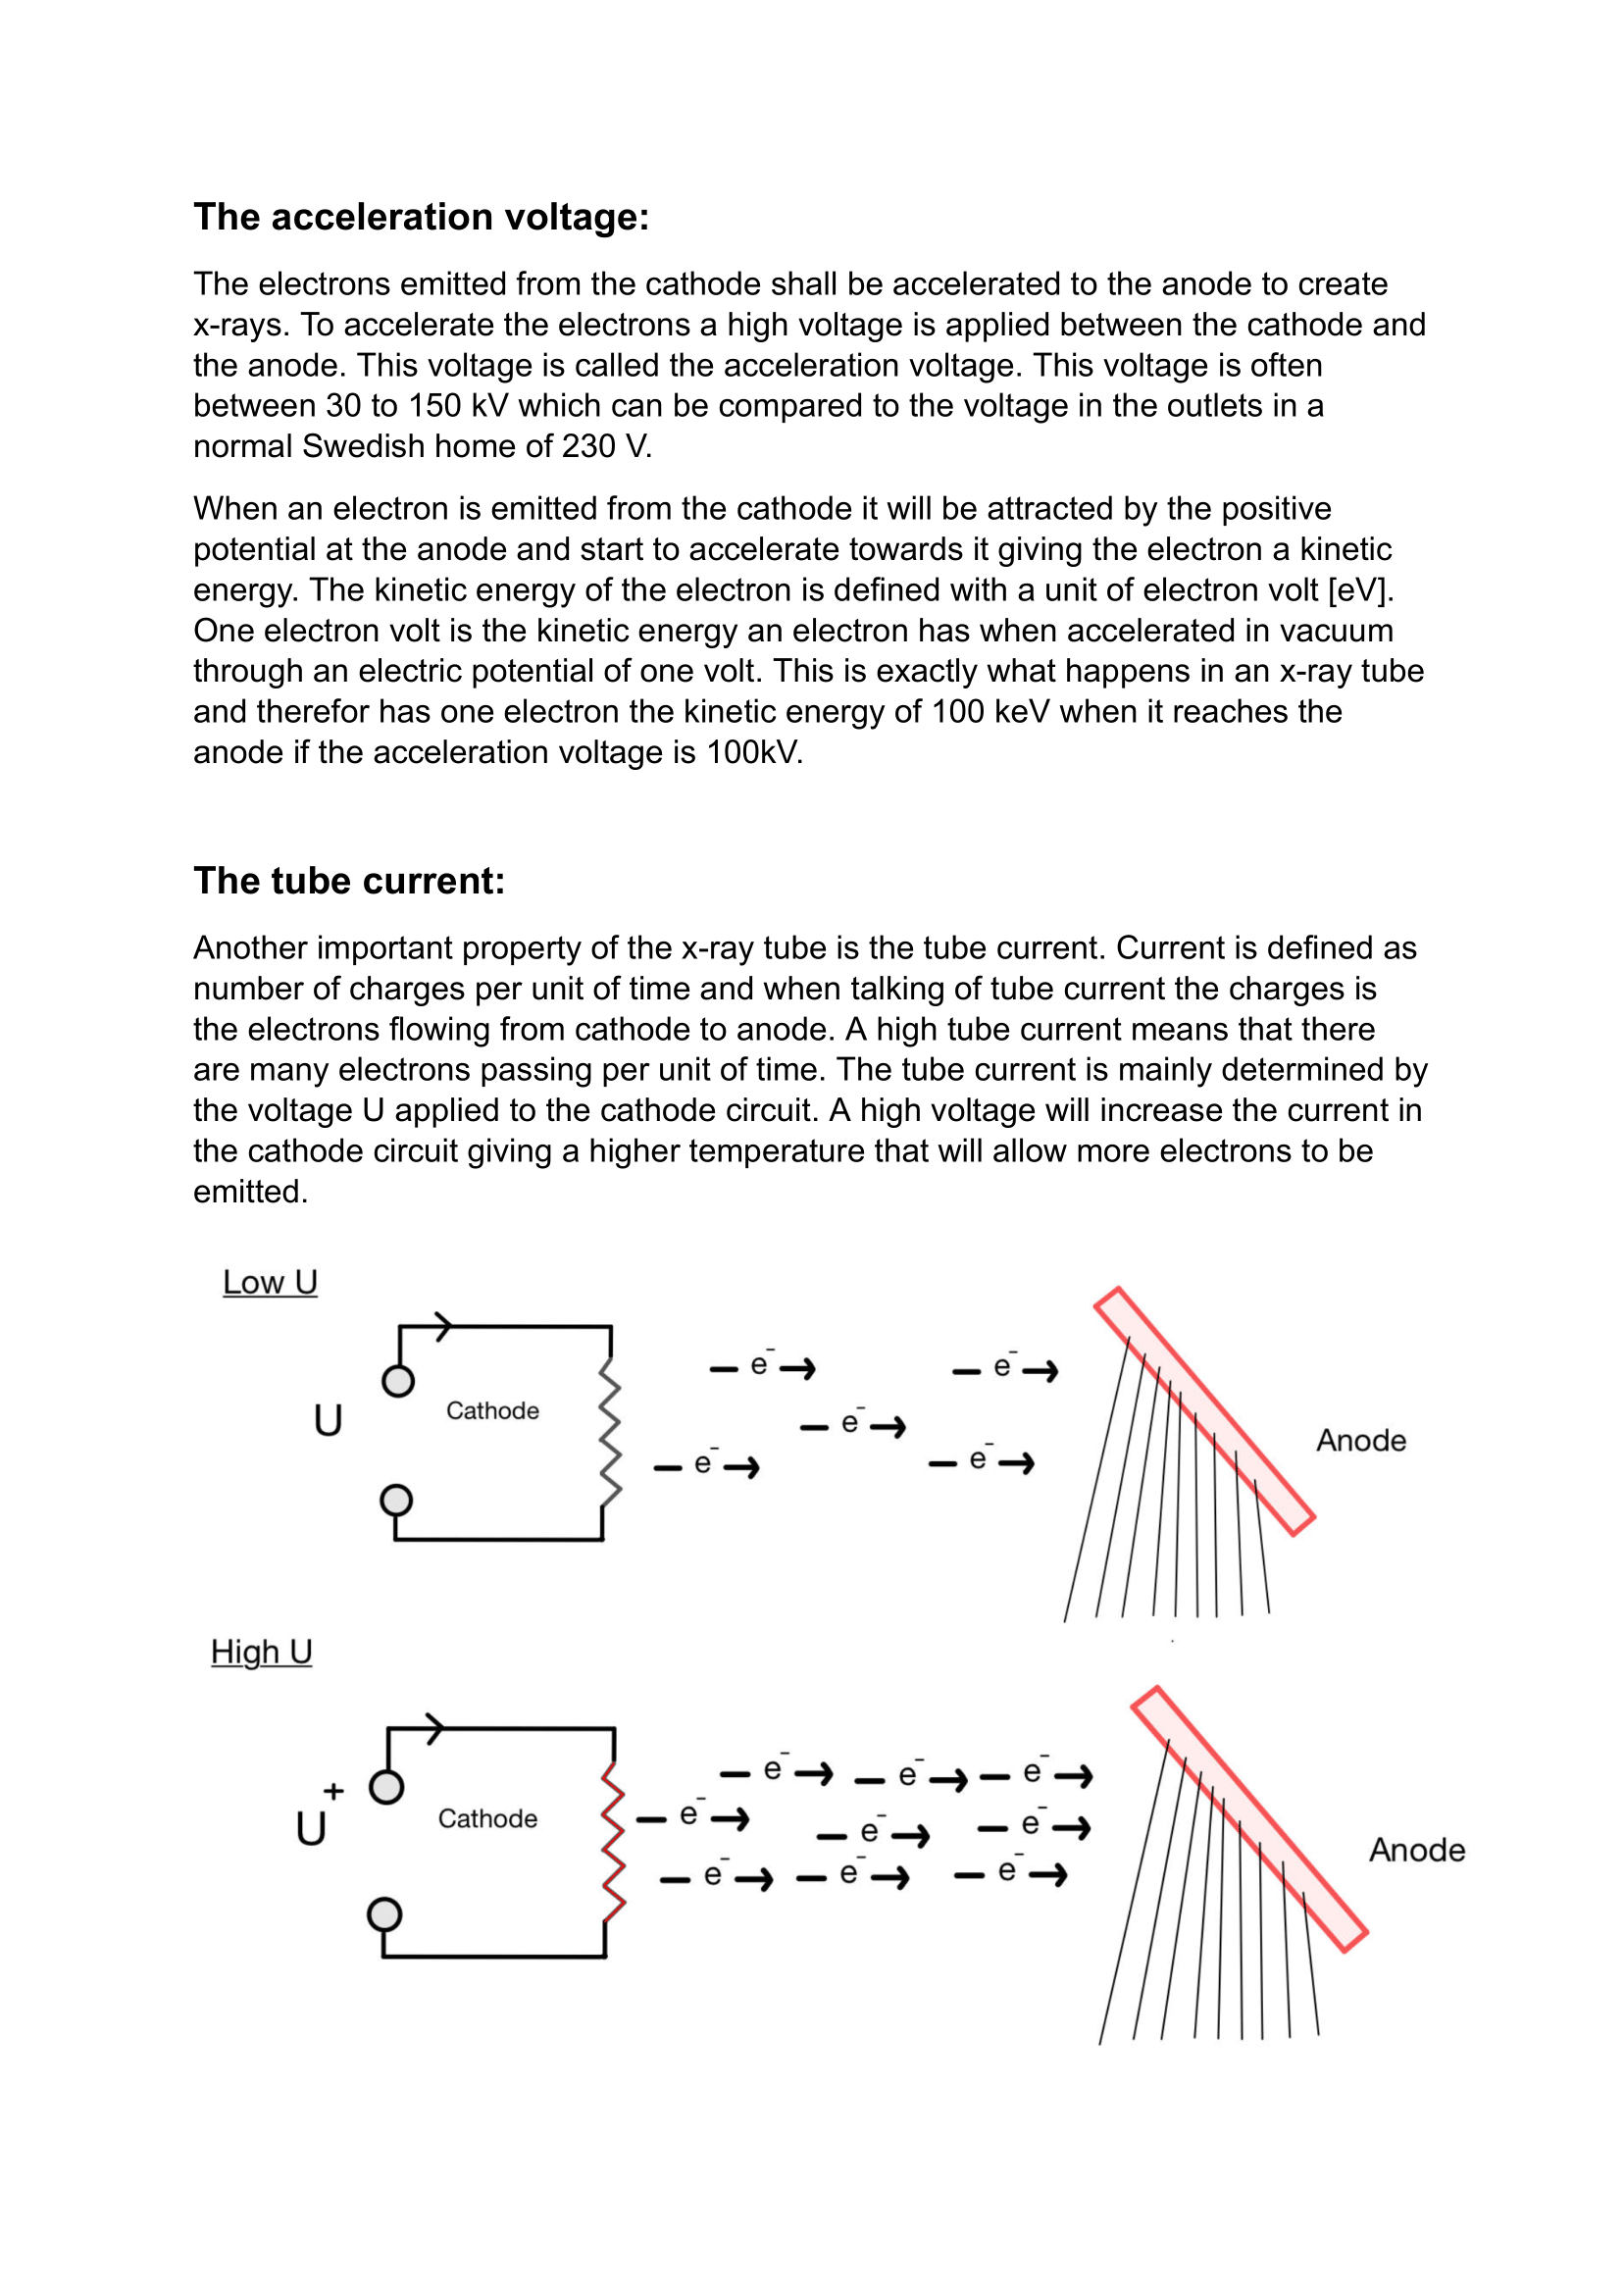 The acceleration voltage:
The electrons emitted from the cathode shall be accelerated to the anode to create
x-rays. To accelerate the electrons a high voltage is applied between the cathode and
the anode. This voltage is called the acceleration voltage. This voltage is often
between 30 to 150 kV which can be compared to the voltage in the outlets in a
normal Swedish home of 230 V.
When an electron is emitted from the cathode it will be attracted by the positive
potential at the anode and start to accelerate towards it giving the electron a kinetic
energy. The kinetic energy of the electron is defined with a unit of electron volt [eV].
One electron volt is the kinetic energy an electron has when accelerated in vacuum
through an electric potential of one volt. This is exactly what happens in an x-ray tube
and therefor has one electron the kinetic energy of 100 keV when it reaches the
anode if the acceleration voltage is 100kV.
The tube current:
Another important property of the x-ray tube is the tube current. Current is defined as
number of charges per unit of time and when talking of tube current the charges is
the electrons flowing from cathode to anode. A high tube current means that there
are many electrons passing per unit of time. The tube current is mainly determined by
the voltage U applied to the cathode circuit. A high voltage will increase the current in
the cathode circuit giving a higher temperature that will allow more electrons to be
emitted.
Low U
e⁻ e⁻
U Cathode e⁻ Anode
e⁻ e⁻
High U
e⁻ e⁻ e⁻
U⁺ Cathode e⁻ e⁻ e⁻ Anode
e⁻ e⁻ e⁻